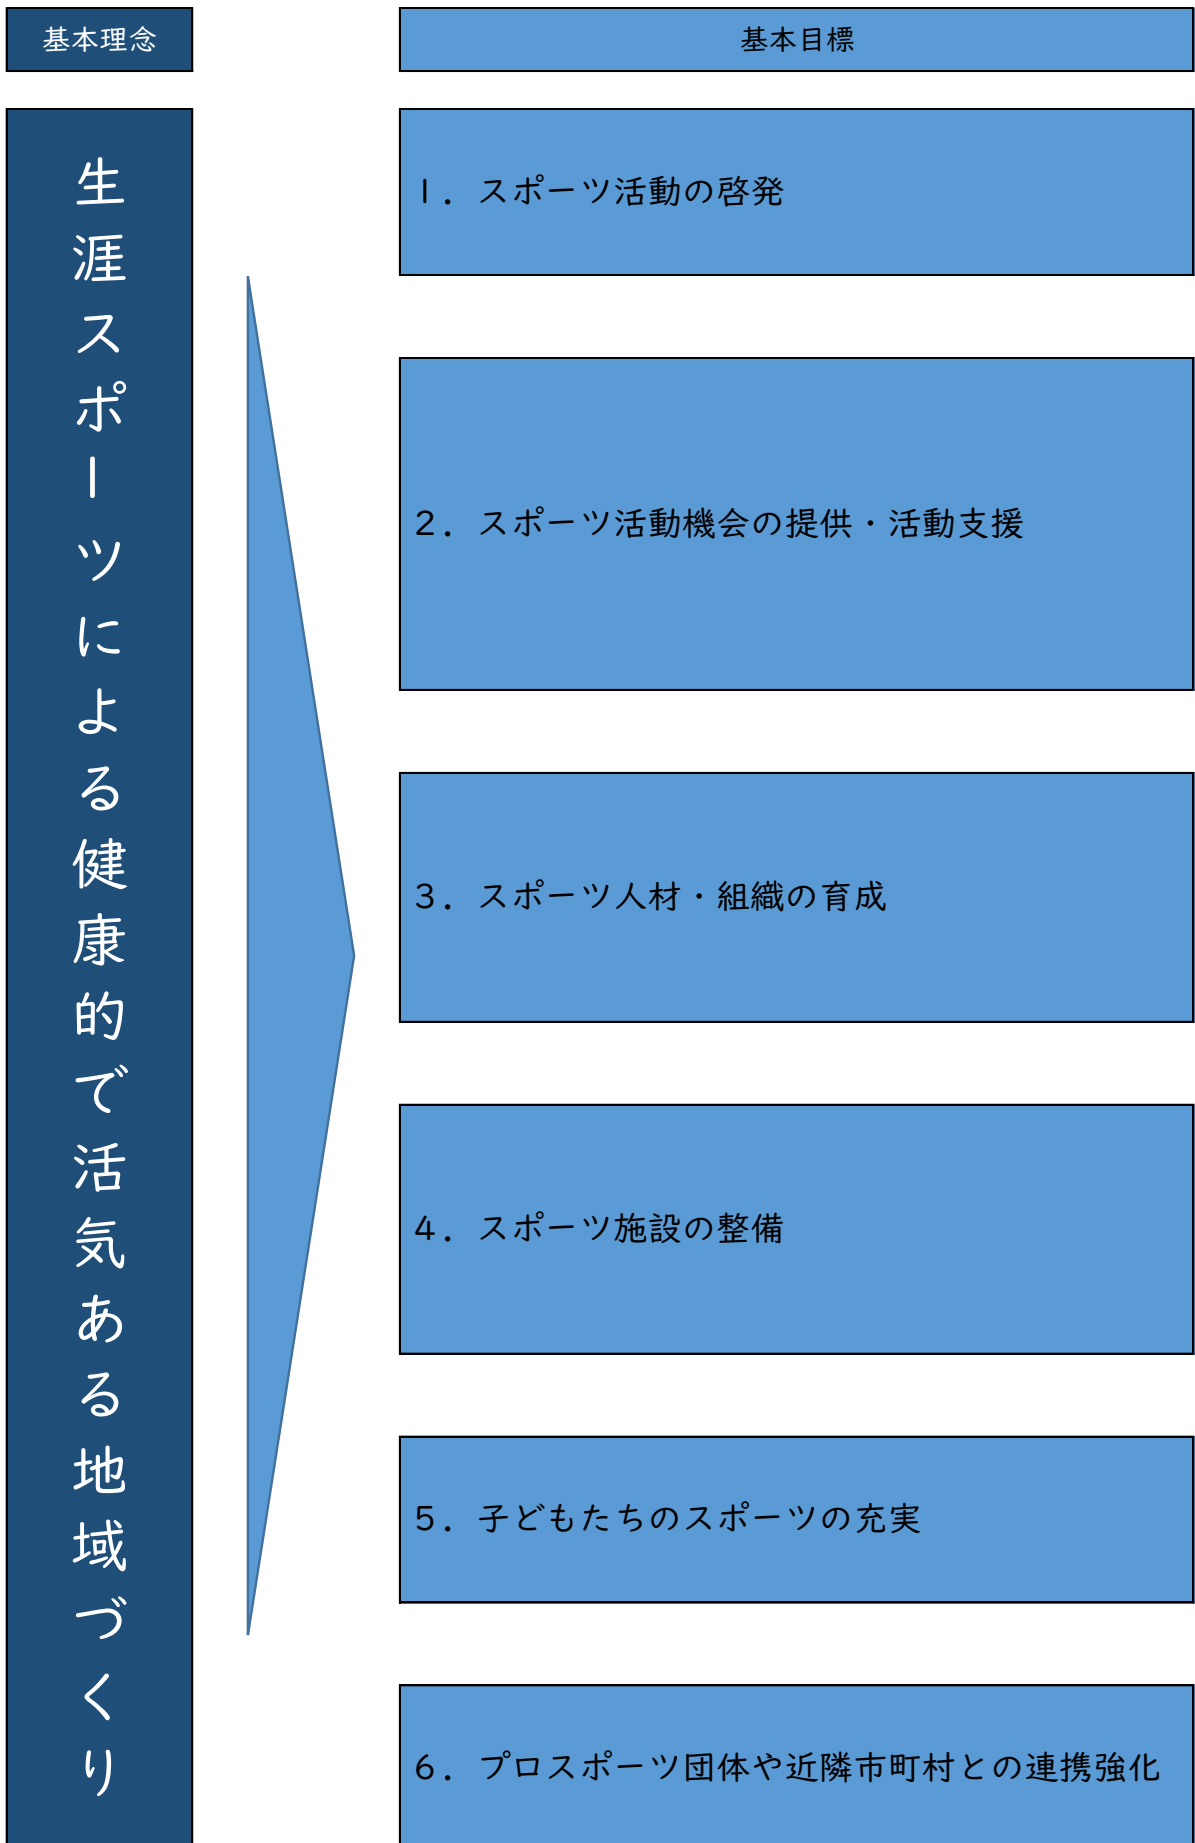 基本理念
基本目標
生涯スポーツによる健康的で活気ある地域づくり
1．スポーツ活動の啓発
2．スポーツ活動機会の提供・活動支援
3．スポーツ人材・組織の育成
4．スポーツ施設の整備
5．子どもたちのスポーツの充実
6．プロスポーツ団体や近隣市町村との連携強化